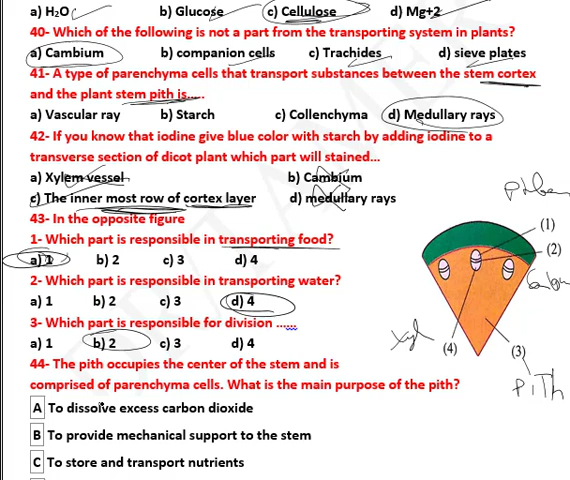 a) H₂O b) Glucose c) Cellulose d) Mg+2
40- Which of the following is not a part from the transporting system in plants?
a) Cambium b) companion cells c) Trachides d) sieve plates
41- A type of parenchyma cells that transport substances between the stem cortex
and the plant stem pith is.....
a) Vascular ray b) Starch c) Collenchyma d) Medullary rays
42- If you know that iodine give blue color with starch by adding iodine to a
transverse section of dicot plant which part will stained...
a) Xylem vessel b) Cambium
c) The inner most row of cortex layer d) medullary rays
43- In the opposite figure
1- Which part is responsible in transporting food?
a) 1 b) 2 c) 3 d) 4
2- Which part is responsible in transporting water?
a) 1 b) 2 c) 3 d) 4
3- Which part is responsible for division ......
a) 1 b) 2 c) 3 d) 4
(1)
(2)
(4)
(3)
PiTh
44- The pith occupies the center of the stem and is
comprised of parenchyma cells. What is the main purpose of the pith?
A To dissolve excess carbon dioxide
B To provide mechanical support to the stem
C To store and transport nutrients